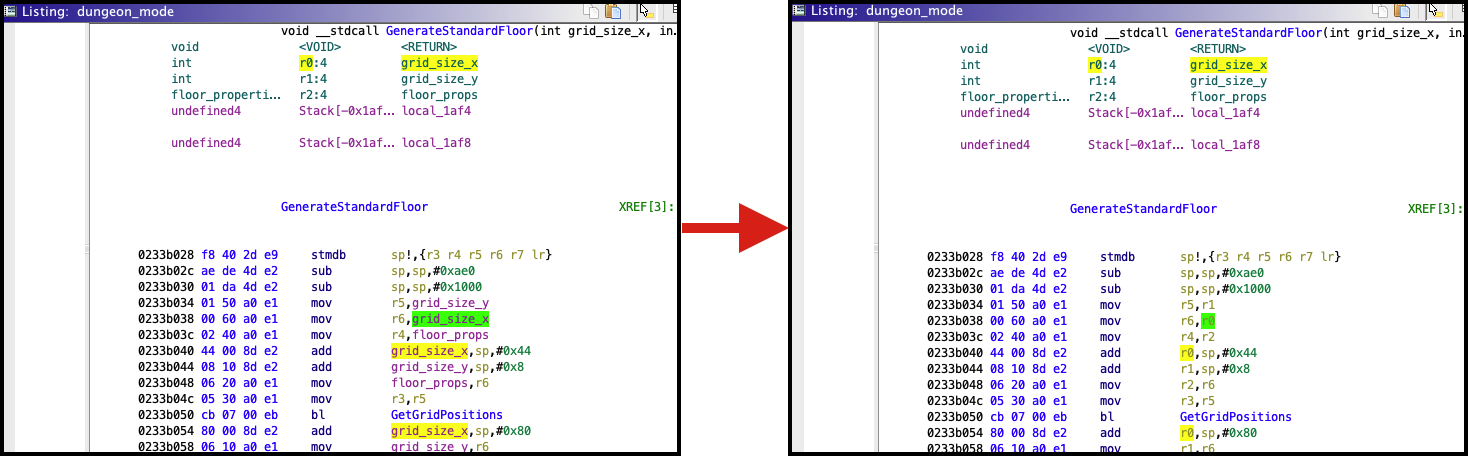 Listing: dungeon_mode
void __stdcall GenerateStandardFloor(int grid_size_x, in…
void <VOID> <RETURN>
int r0:4 grid_size_x
int r1:4 grid_size_y
floor_properti... r2:4 floor_props
undefined4 Stack[-0x1af... local_1af4
undefined4 Stack[-0x1af... local_1af8
GenerateStandardFloor XREF[3]:
0233b028 f8 40 2d e9 stmdb sp!,{r3 r4 r5 r6 r7 lr}
0233b02c ae de 4d e2 sub sp,sp,#0xae0
0233b030 01 da 4d e2 sub sp,sp,#0x1000
0233b034 01 50 a0 e1 mov r5,grid_size_y
0233b038 00 60 a0 e1 mov r6,grid_size_x
0233b03c 02 40 a0 e1 mov r4,floor_props
0233b040 44 00 8d e2 add grid_size_x,sp,#0x44
0233b044 08 10 8d e2 add grid_size_y,sp,#0x8
0233b048 06 20 a0 e1 mov floor_props,r6
0233b04c 05 30 a0 e1 mov r3,r5
0233b050 cb 07 00 eb bl GetGridPositions
0233b054 80 00 8d e2 add grid_size_x,sp,#0x80
0233b058 06 10 a0 e1 mov grid_size_y,r6
Listing: dungeon_mode
void __stdcall GenerateStandardFloor(int grid_size_x, in…
void <VOID> <RETURN>
int r0:4 grid_size_x
int r1:4 grid_size_y
floor_properti... r2:4 floor_props
undefined4 Stack[-0x1af... local_1af4
undefined4 Stack[-0x1af... local_1af8
GenerateStandardFloor XREF[3]:
0233b028 f8 40 2d e9 stmdb sp!,{r3 r4 r5 r6 r7 lr}
0233b02c ae de 4d e2 sub sp,sp,#0xae0
0233b030 01 da 4d e2 sub sp,sp,#0x1000
0233b034 01 50 a0 e1 mov r5,r1
0233b038 00 60 a0 e1 mov r6,r0
0233b03c 02 40 a0 e1 mov r4,r2
0233b040 44 00 8d e2 add r0,sp,#0x44
0233b044 08 10 8d e2 add r1,sp,#0x8
0233b048 06 20 a0 e1 mov r2,r6
0233b04c 05 30 a0 e1 mov r3,r5
0233b050 cb 07 00 eb bl GetGridPositions
0233b054 80 00 8d e2 add r0,sp,#0x80
0233b058 06 10 a0 e1 mov r1,r6